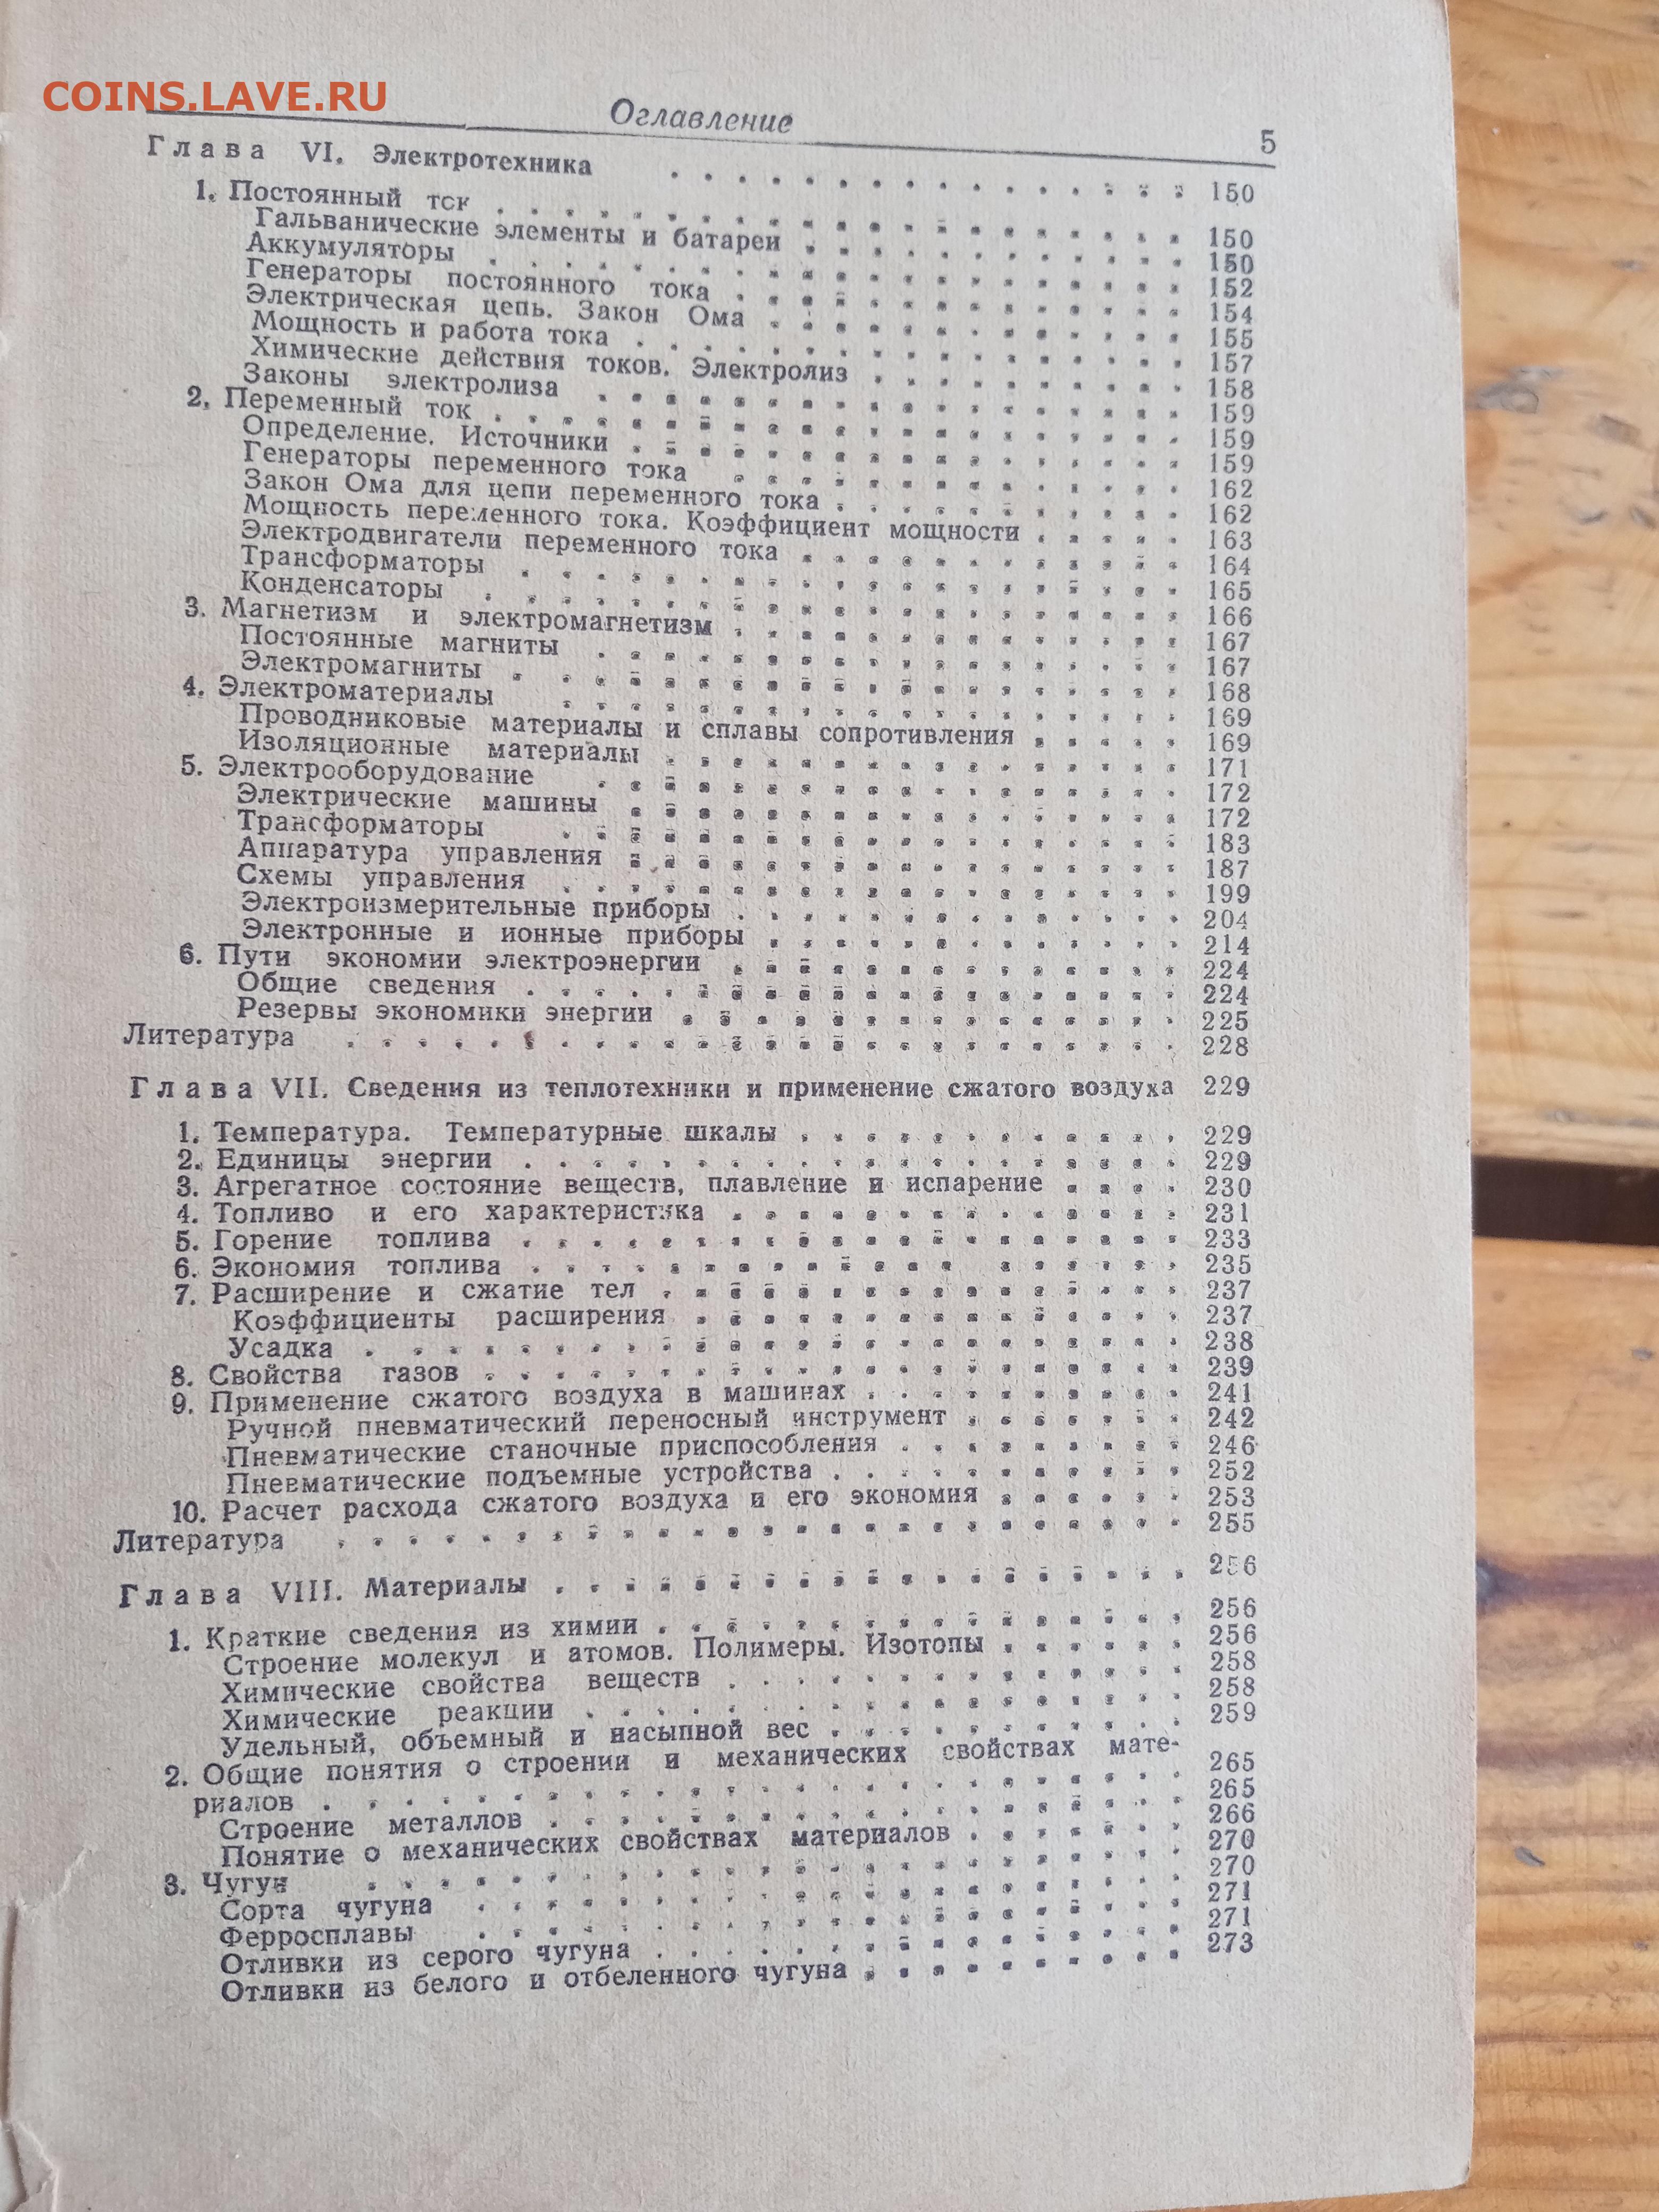 COINS.LAVE.RU
Оглавление 5
Глава VI. Электротехника . . . 150
1. Постоянный ток . . . 150
Гальванические элементы и батареи . . . 150
Аккумуляторы . . . 152
Генераторы постоянного тока . . . 154
Электрическая цепь. Закон Ома . . . 155
Мощность и работа тока . . . 157
Химические действия токов. Электролиз . . . 158
Законы электролиза . . . 159
2. Переменный ток . . . 159
Определение. Источники . . . 159
Генераторы переменного тока . . . 162
Закон Ома для цепи переменного тока . . . 162
Мощность переменного тока. Коэффициент мощности . . . 163
Электродвигатели переменного тока . . . 164
Трансформаторы . . . 165
Конденсаторы . . . 166
3. Магнетизм и электромагнетизм . . . 167
Постоянные магниты . . . 167
Электромагниты . . . 168
4. Электроматериалы . . . 169
Проводниковые материалы и сплавы сопротивления . . . 169
Изоляционные материалы . . . 171
5. Электрооборудование . . . 172
Электрические машины . . . 172
Трансформаторы . . . 183
Аппаратура управления . . . 187
Схемы управления . . . 199
Электроизмерительные приборы . . . 204
Электронные и ионные приборы . . . 214
6. Пути экономии электроэнергии . . . 224
Общие сведения . . . 224
Резервы экономики энергии . . . 225
Литература . . . 228
Глава VII. Сведения из теплотехники и применение сжатого воздуха 229
1. Температура. Температурные шкалы . . . 229
2. Единицы энергии . . . 229
3. Агрегатное состояние веществ, плавление и испарение . . . 230
4. Топливо и его характеристика . . . 231
5. Горение топлива . . . 233
6. Экономия топлива . . . 235
7. Расширение и сжатие тел . . . 237
Коэффициенты расширения . . . 237
Усадка . . . 238
8. Свойства газов . . . 239
9. Применение сжатого воздуха в машинах . . . 241
Ручной пневматический переносный инструмент . . . 242
Пневматические станочные приспособления . . . 246
Пневматические подъемные устройства . . . 252
10. Расчет расхода сжатого воздуха и его экономия . . . 253
Литература . . . 255
Глава VIII. Материалы . . . 256
1. Краткие сведения из химии . . . 256
Строение молекул и атомов. Полимеры. Изотопы . . . 256
Химические свойства веществ . . . 258
Химические реакции . . . 258
Удельный, объемный и насыпной вес . . . 259
2. Общие понятия о строении и механических свойствах мате-
риалов . . . 265
Строение металлов . . . 265
Понятие о механических свойствах материалов . . . 266
3. Чугун . . . 270
Сорта чугуна . . . 270
Ферросплавы . . . 271
Отливки из серого чугуна . . . 271
Отливки из белого и отбеленного чугуна . . . 273